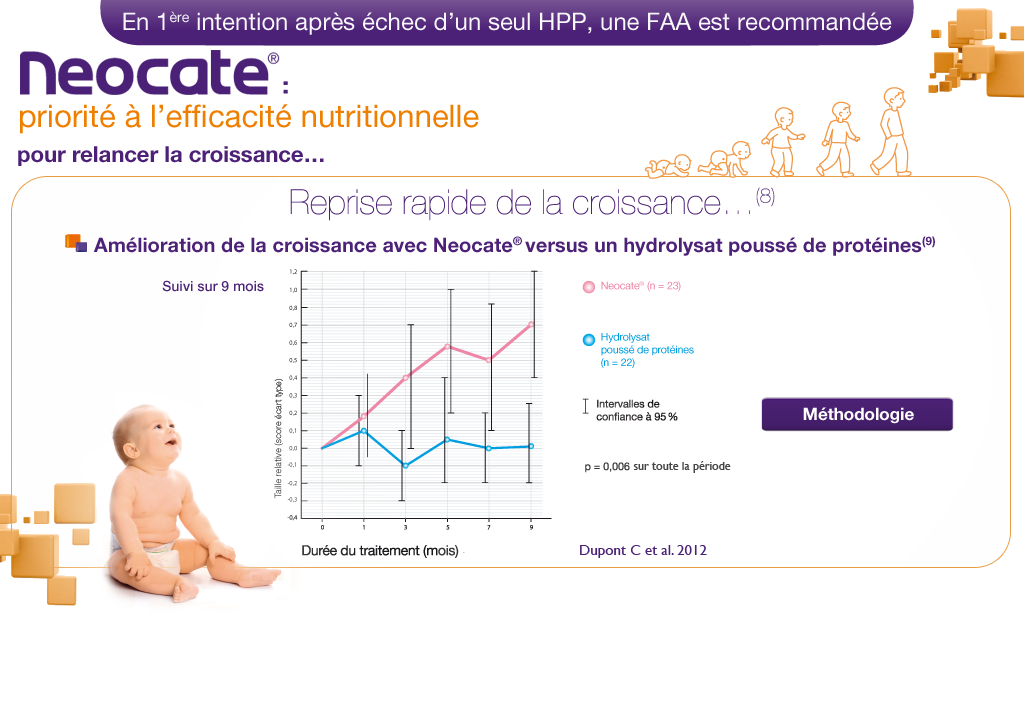 En 1ère intention après échec d’un seul HPP, une FAA est recommandée
neocate® :
priorité à l’efficacité nutritionnelle
pour relancer la croissance…
Reprise rapide de la croissance…(8)
Amélioration de la croissance avec Neocate® versus un hydrolysat poussé de protéines(9)
Suivi sur 9 mois
Taille relative (score écart type)
1,2
1,0
0,8
0,7
0,6
0,5
0,4
0,3
0,2
0,1
0,0
-0,1
-0,2
-0,3
-0,4
0 1 3 5 7 9
Durée du traitement (mois)
Neocate® (n = 23)
Hydrolysat
poussé de protéines
(n = 22)
Intervalles de
confiance à 95 %
Méthodologie
p = 0,006 sur toute la période
Dupont C et al. 2012